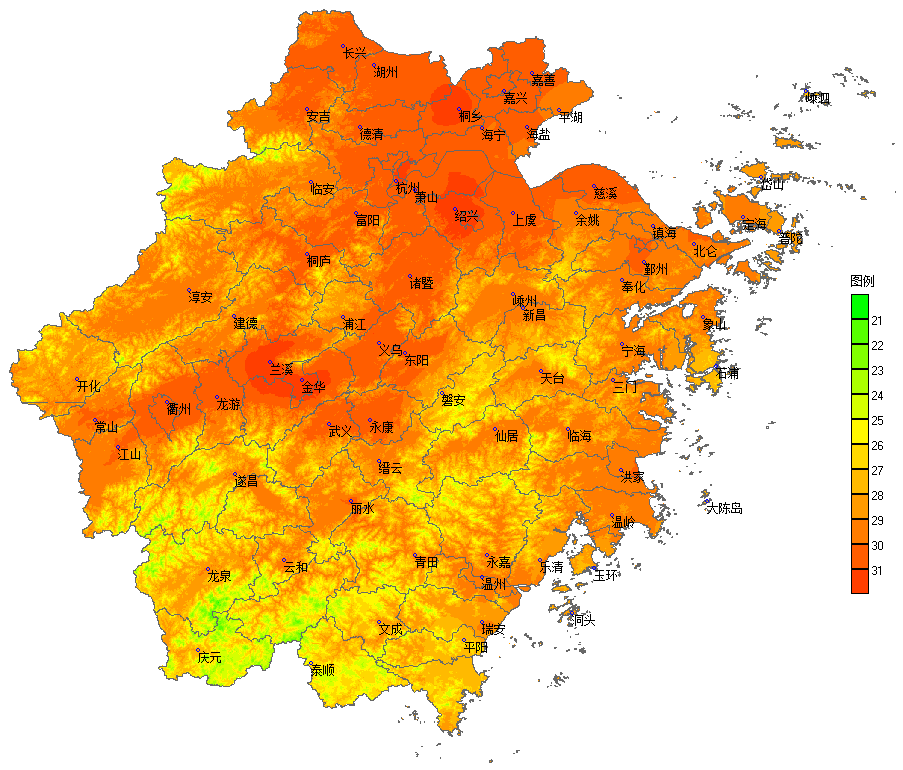 长兴
湖州
嘉善
嘉兴
嵊泗
安吉
桐乡
平湖
德清
海宁
海盐
临安
杭州
萧山
慈溪
岱山
富阳
绍兴
上虞
余姚
镇海
定海
普陀
北仑
桐庐
鄞州
诸暨
奉化
图例
淳安
嵊州
新昌
建德
浦江
象山
21
义乌
东阳
宁海
22
兰溪
石浦
23
开化
金华
天台
三门
24
衢州
龙游
磐安
25
常山
武义
永康
仙居
临海
26
江山
缙云
27
遂昌
洪家
28
丽水
大陈岛
29
温岭
30
龙泉
云和
青田
永嘉
乐清
玉环
31
温州
洞头
文成
瑞安
平阳
庆元
泰顺